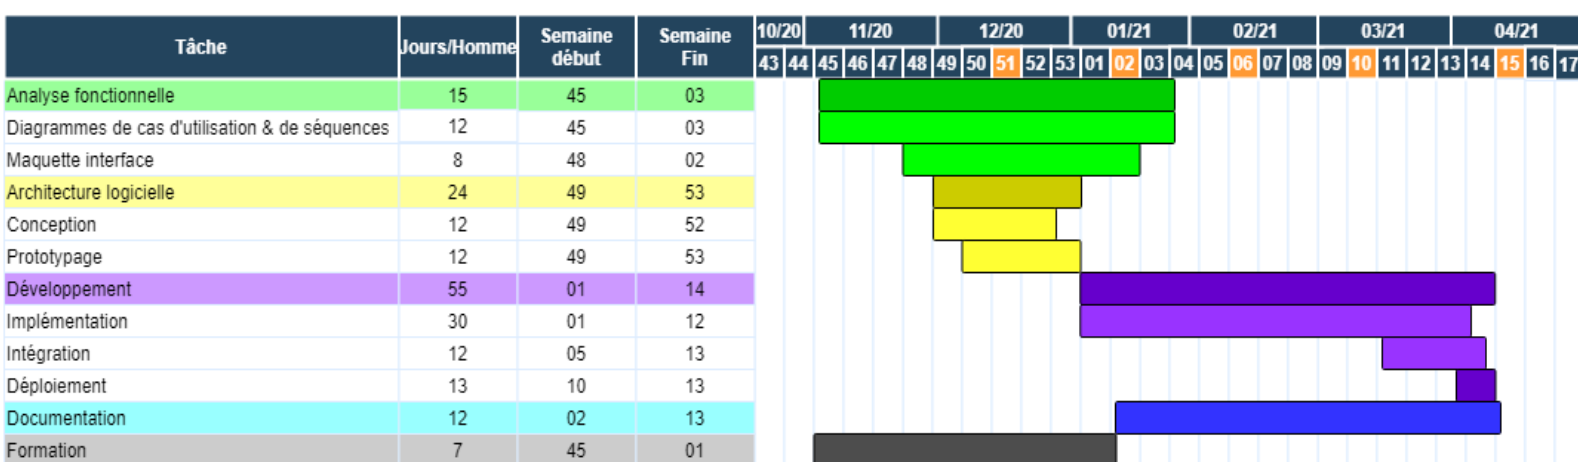 Tâche Jours/Homme Semaine début Semaine Fin 10/20 11/20 12/20 01/21 02/21 03/21 04/21
43 44 45 46 47 48 49 50 51 52 53 01 02 03 04 05 06 07 08 09 10 11 12 13 14 15 16 17
Analyse fonctionnelle 15 45 03
Diagrammes de cas d'utilisation & de séquences 12 45 03
Maquette interface 8 48 02
Architecture logicielle 24 49 53
Conception 12 49 52
Prototypage 12 49 53
Développement 55 01 14
Implémentation 30 01 12
Intégration 12 05 13
Déploiement 13 10 13
Documentation 12 02 13
Formation 7 45 01